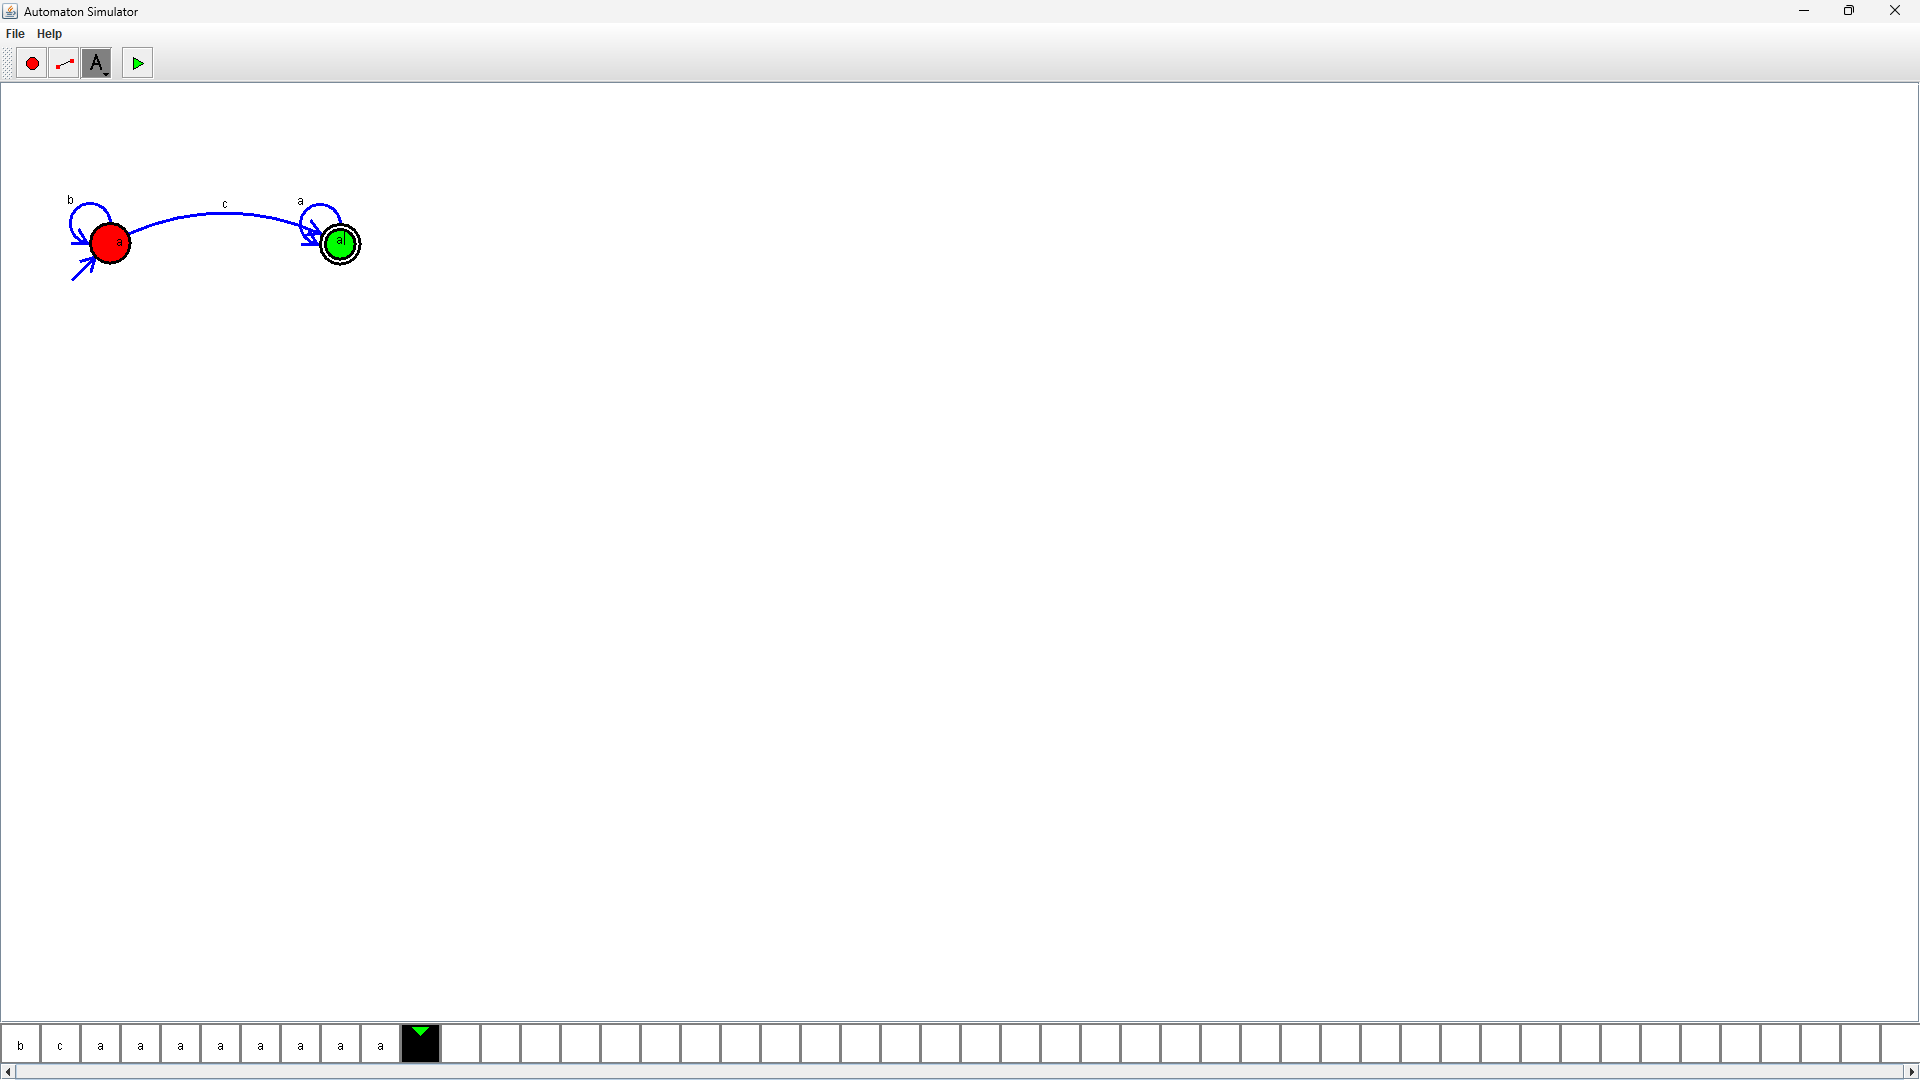 Automaton Simulator
File Help
A
b c a
a a
b c a a a a a a a a